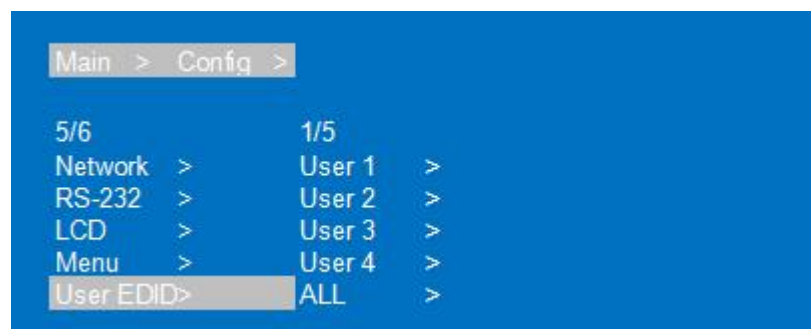 Main > Config >
5/6 1/5
Network > User 1 >
RS-232 > User 2 >
LCD > User 3 >
Menu > User 4 >
User EDID> ALL >